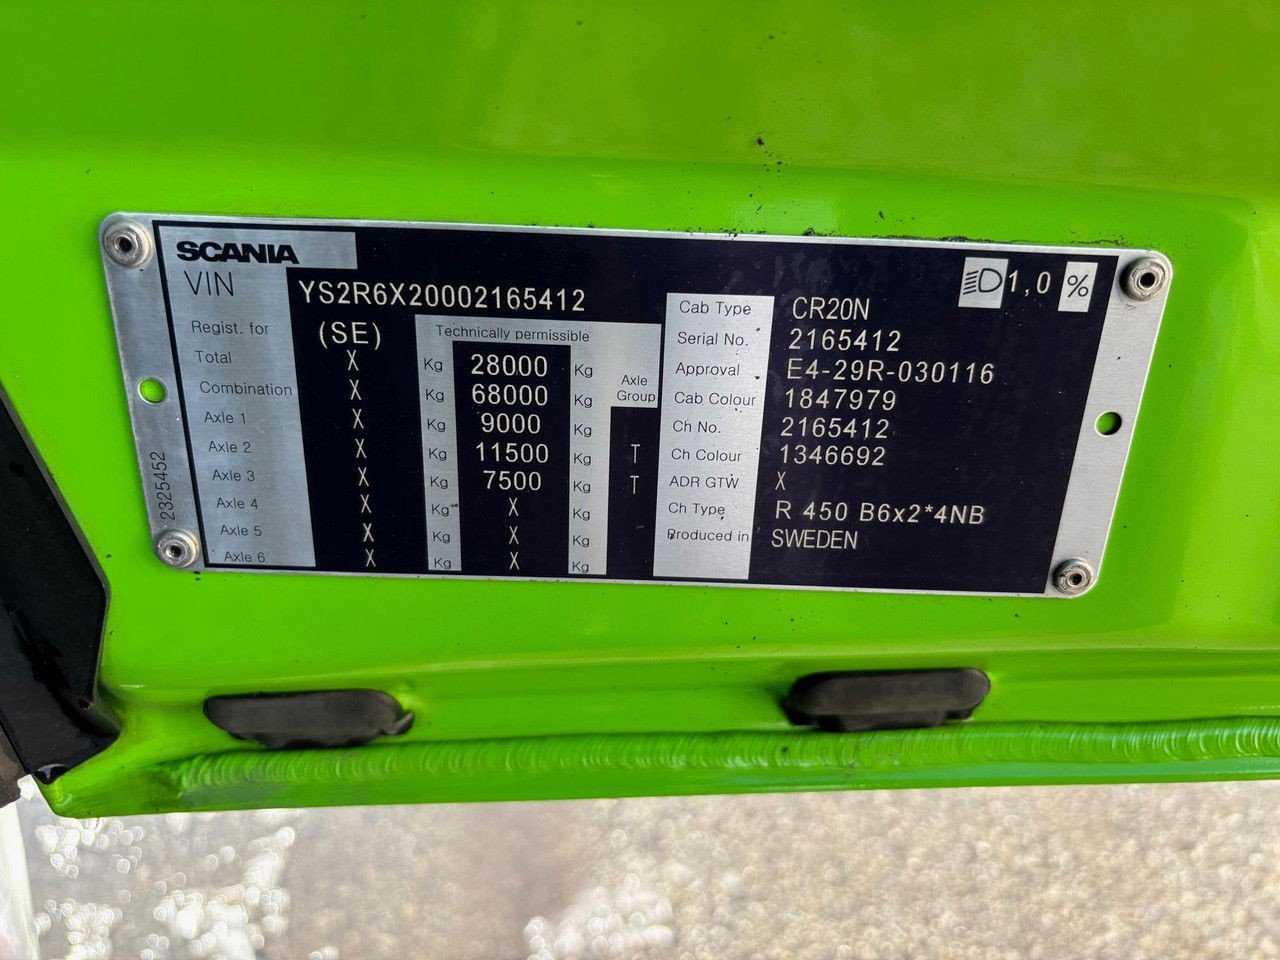 SCANIA
VIN YS2R6X20002165412
Regist. for (SE) Technically permissible
Total X Kg 28000 Kg
Combination X Kg 68000 Kg Axle Group
Axle 1 X Kg 9000 Kg
Axle 2 X Kg 11500 Kg T
Axle 3 X Kg 7500 Kg T
Axle 4 X Kg X Kg
Axle 5 X Kg X Kg
Axle 6 X Kg X Kg
1,0 %
Cab Type CR20N
Serial No. 2165412
Approval E4-29R-030116
Cab Colour 1847979
Ch No. 2165412
Ch Colour 1346692
ADR GTW X
Ch Type R 450 B6x2*4NB
Produced in SWEDEN
2325452